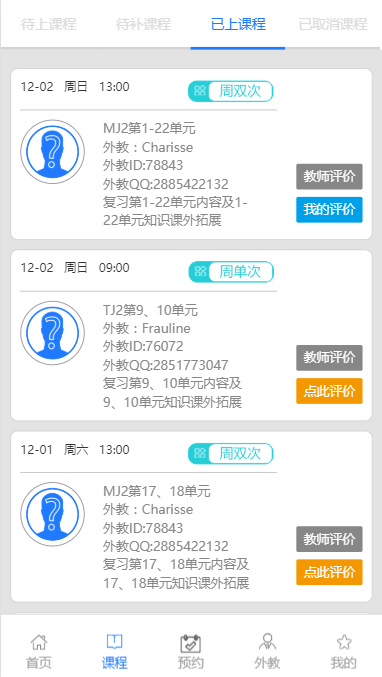 待上课程 待补课程 已上课程 已取消课程
12-02 周日 13:00 周双次
MJ2第1-22单元
外教：Charisse
外教ID:78843
外教QQ:2885422132
复习第1-22单元内容及1-
22单元知识课外拓展
教师评价
我的评价
12-02 周日 09:00 周单次
TJ2第9、10单元
外教：Frauline
外教ID:76072
外教QQ:2851773047
复习第9、10单元内容及
9、10单元知识课外拓展
教师评价
点此评价
12-01 周六 13:00 周双次
MJ2第17、18单元
外教：Charisse
外教ID:78843
外教QQ:2885422132
复习第17、18单元内容及
17、18单元知识课外拓展
教师评价
点此评价
首页 课程 预约 外教 我的